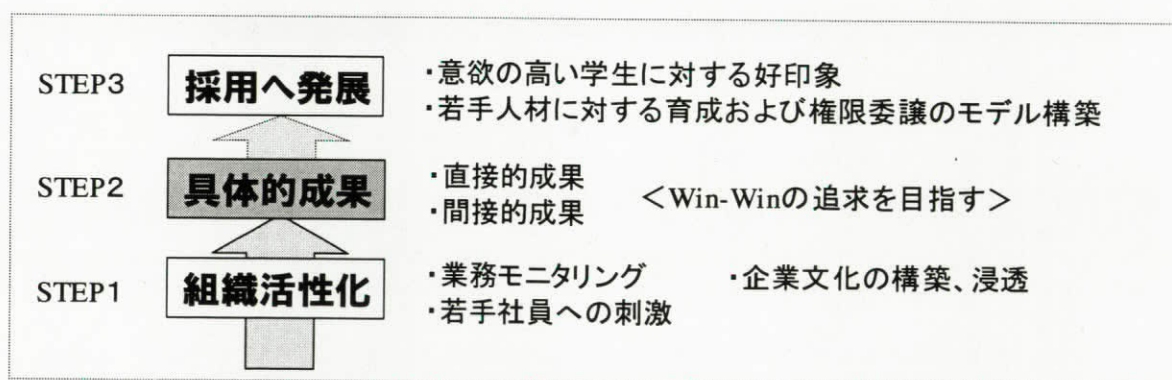 STEP3 採用へ発展 ・意欲の高い学生に対する好印象
・若手人材に対する育成および権限委譲のモデル構築
STEP2 具体的成果 ・直接的成果
・間接的成果 <Win-Winの追求を目指す>
STEP1 組織活性化 ・業務モニタリング ・企業文化の構築、浸透
・若手社員への刺激